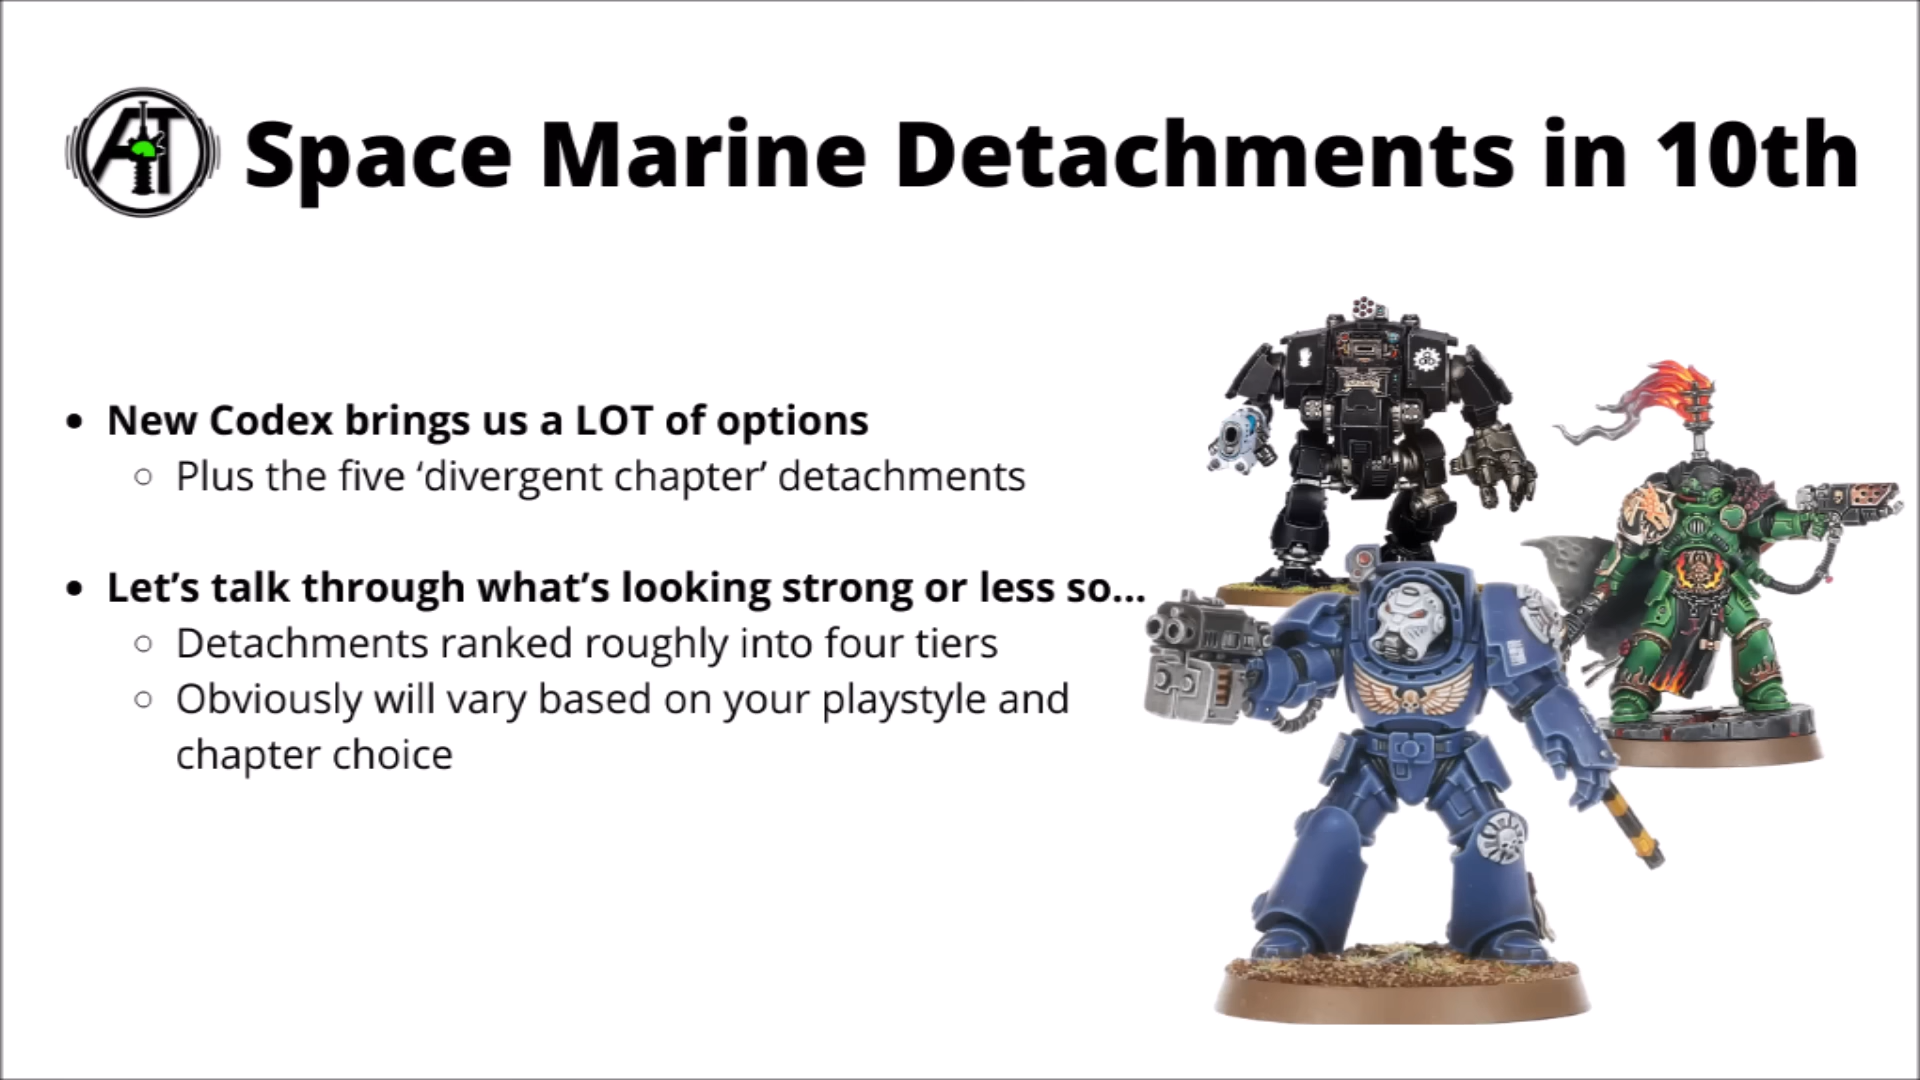 AT
Space Marine Detachments in 10th
• New Codex brings us a LOT of options
○ Plus the five ‘divergent chapter’ detachments
• Let’s talk through what’s looking strong or less so...
○ Detachments ranked roughly into four tiers
○ Obviously will vary based on your playstyle and
chapter choice